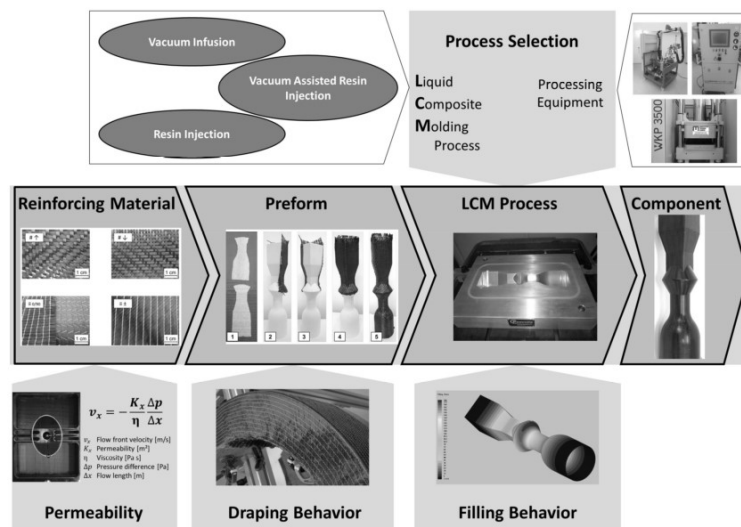 Vacuum Infusion
Vacuum Assisted Resin
Injection
Resin Injection
Process Selection
Liquid
Composite
Molding
Process
Processing
Equipment
WKP 3500
Reinforcing Material
Preform
LCM Process
Component
1 cm
1 cm
1 cm
1 cm
1
2
3
4
5
v_x = - K_x/η Δp/Δx
v_x Flow front velocity [m/s]
K_x Permeability [m²]
η Viscosity [Pa s]
Δp Pressure difference [Pa]
Δx Flow length [m]
Permeability
Draping Behavior
Filling Behavior